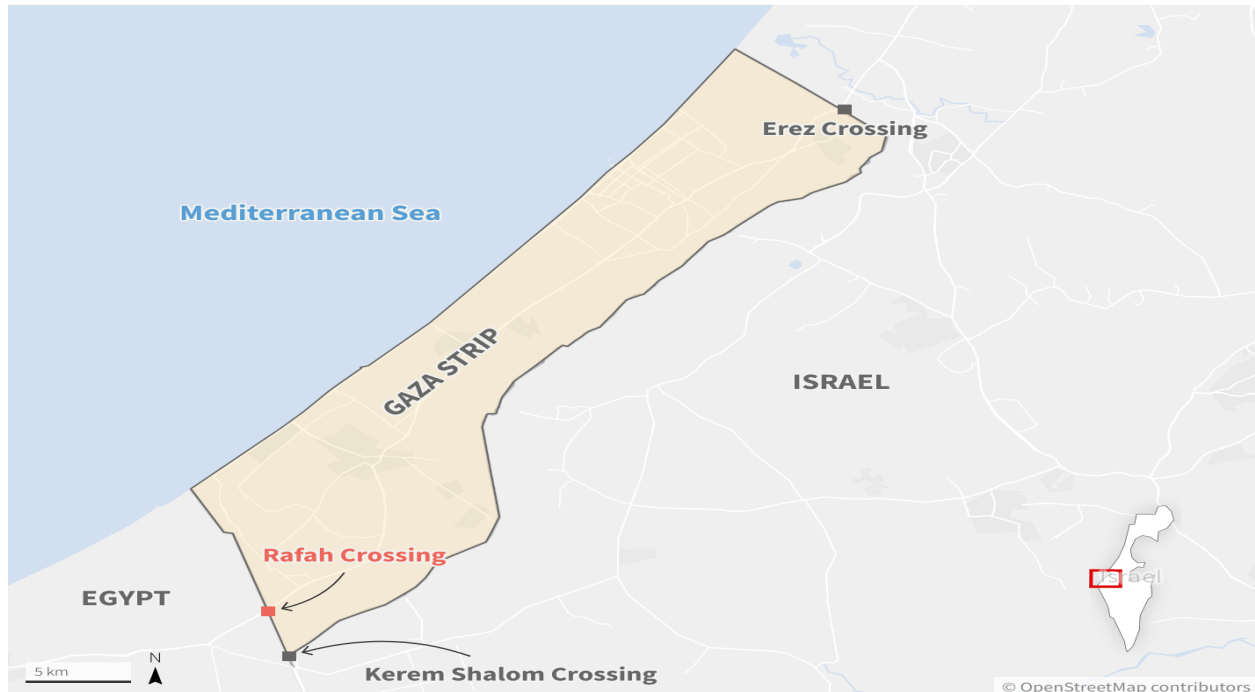 Erez Crossing
Mediterranean Sea
GAZA STRIP
ISRAEL
Rafah Crossing
Israel
EGYPT
N
5 km
Kerem Shalom Crossing
© OpenStreetMap contributors